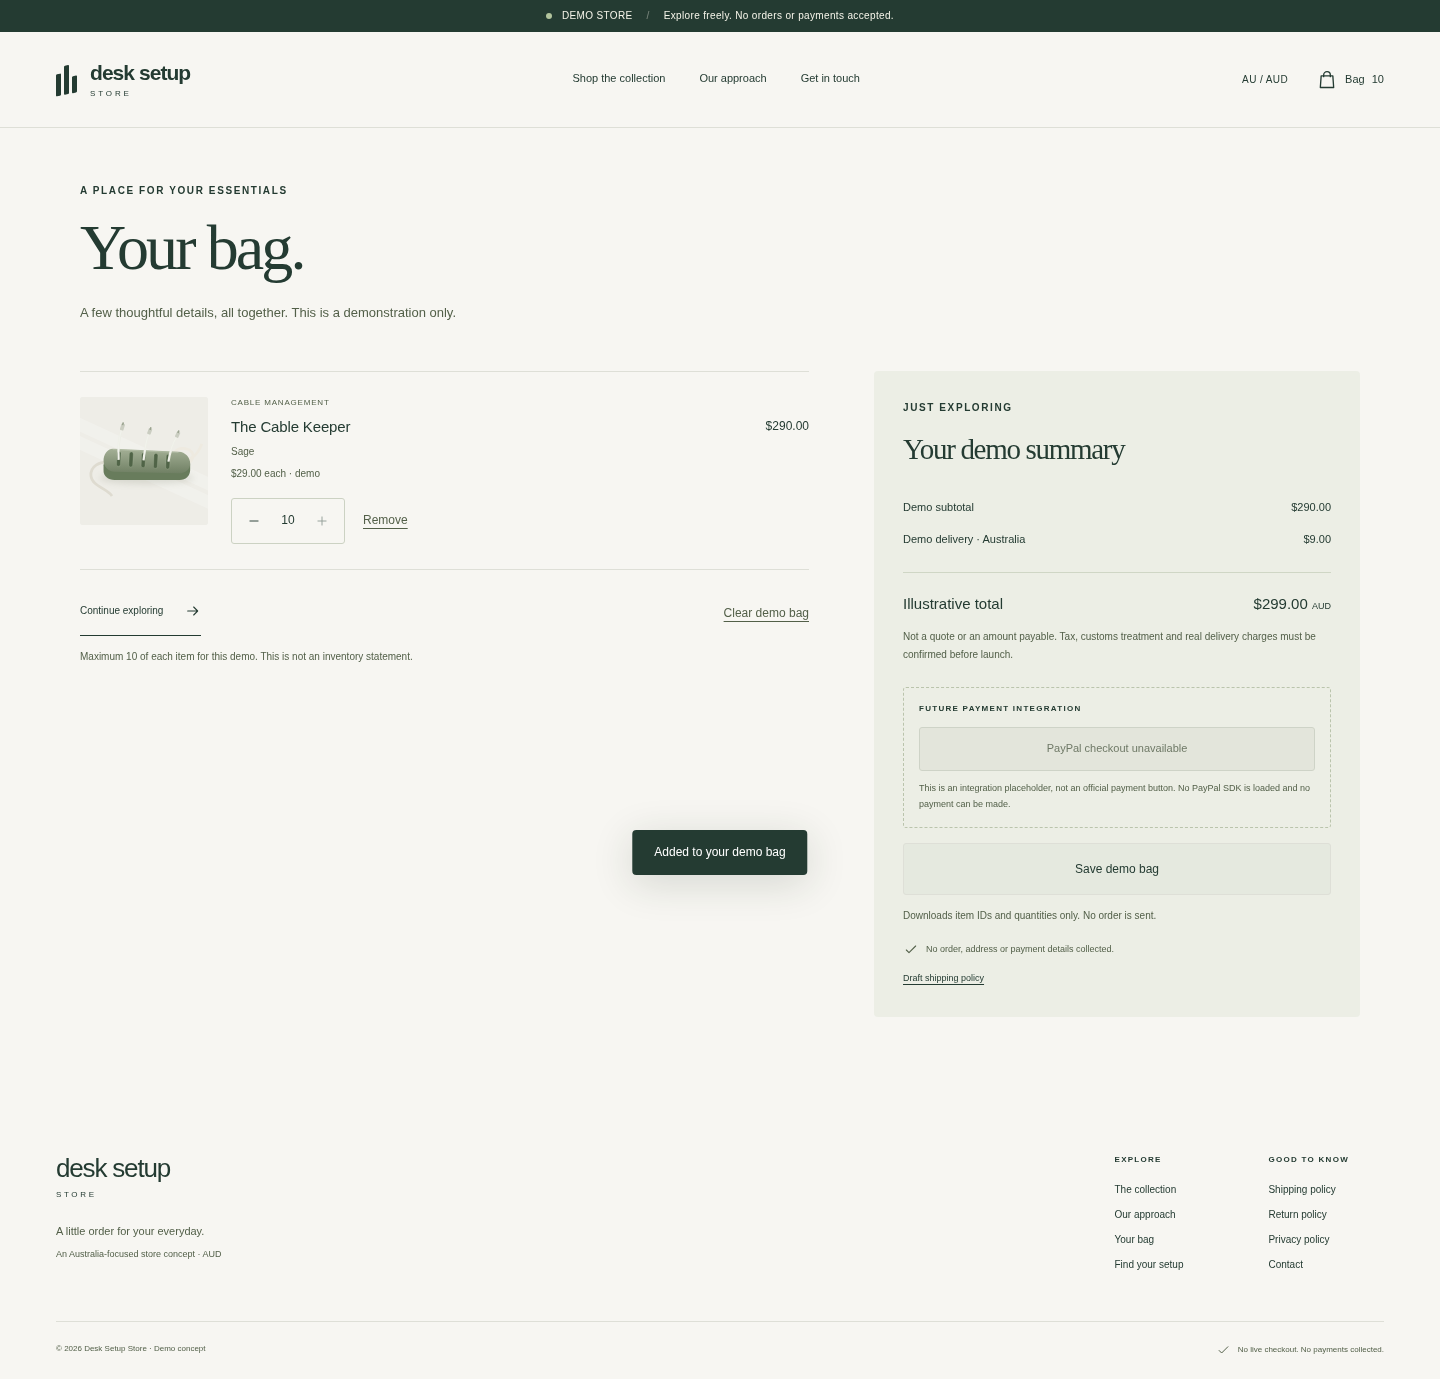 DEMO STORE / Explore freely. No orders or payments accepted.
desk setup
STORE
Shop the collection Our approach Get in touch
AU / AUD Bag 10
A PLACE FOR YOUR ESSENTIALS
Your bag.
A few thoughtful details, all together. This is a demonstration only.
CABLE MANAGEMENT
The Cable Keeper $290.00
Sage
$29.00 each · demo
− 10 + Remove
Continue exploring → Clear demo bag
Maximum 10 of each item for this demo. This is not an inventory statement.
Added to your demo bag
JUST EXPLORING
Your demo summary
Demo subtotal $290.00
Demo delivery · Australia $9.00
Illustrative total $299.00 AUD
Not a quote or an amount payable. Tax, customs treatment and real delivery charges must be
confirmed before launch.
FUTURE PAYMENT INTEGRATION
PayPal checkout unavailable
This is an integration placeholder, not an official payment button. No PayPal SDK is loaded and no
payment can be made.
Save demo bag
Downloads item IDs and quantities only. No order is sent.
No order, address or payment details collected.
Draft shipping policy
desk setup
STORE
A little order for your everyday.
An Australia-focused store concept · AUD
EXPLORE
The collection
Our approach
Your bag
Find your setup
GOOD TO KNOW
Shipping policy
Return policy
Privacy policy
Contact
© 2026 Desk Setup Store · Demo concept
No live checkout. No payments collected.